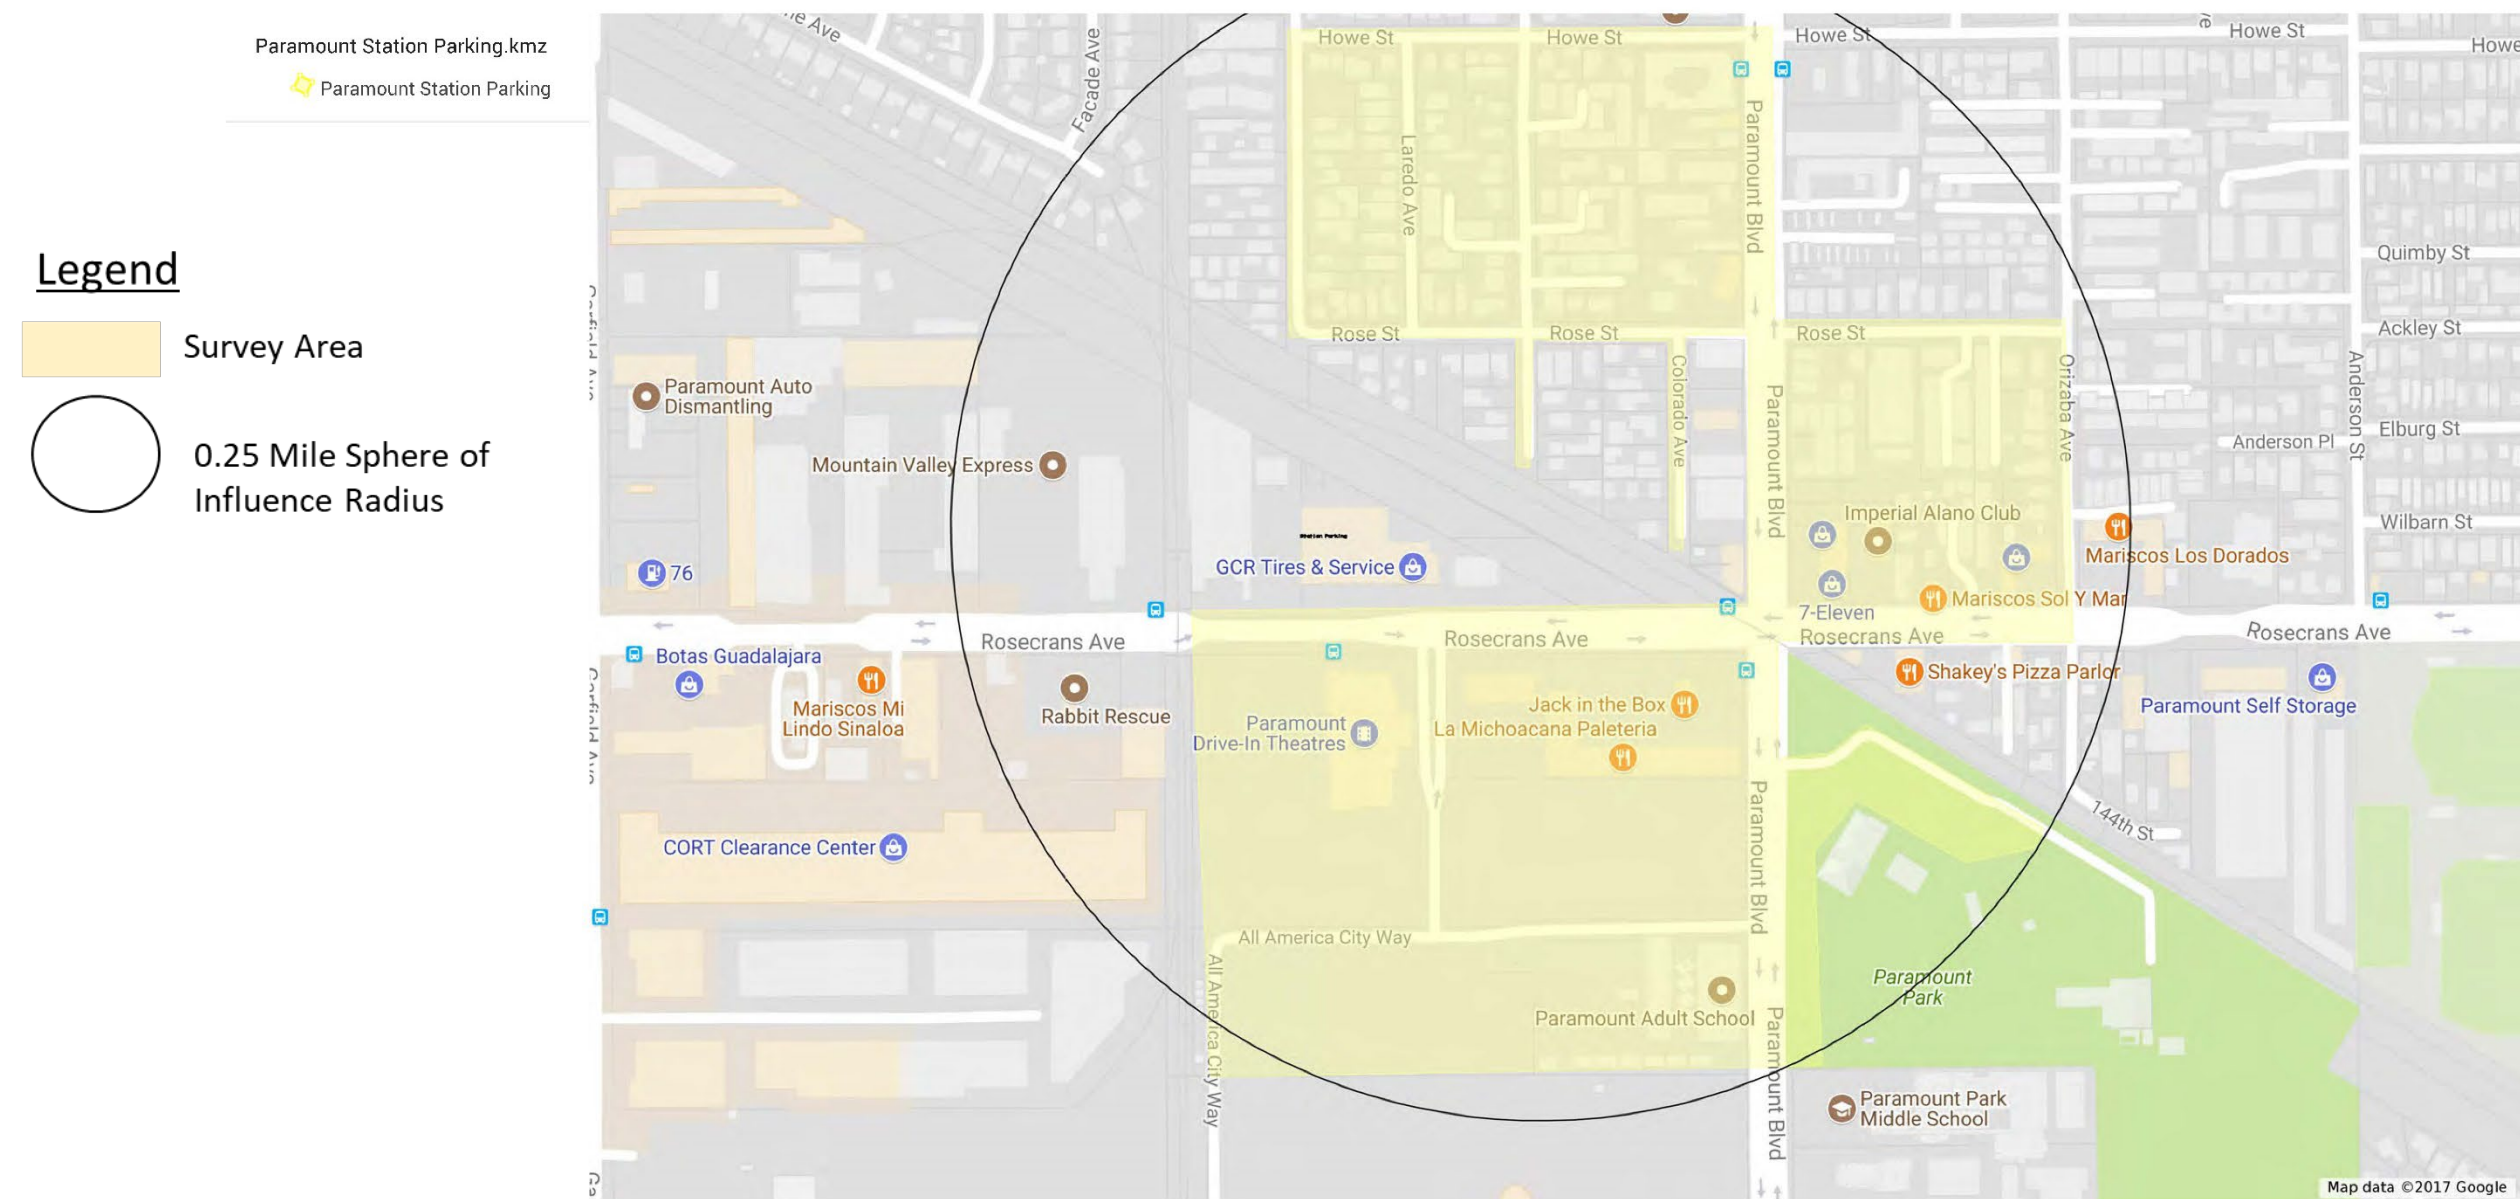 Paramount Station Parking.kmz
Paramount Station Parking
Legend
Survey Area
0.25 Mile Sphere of
Influence Radius
Ave
Facade Ave
Howe St
Howe St
Howe St
Howe St
Howe
Laredo Ave
Paramount Blvd
Quimby St
Rose St
Rose St
Rose St
Ackley St
Colorado Ave
Paramount Blvd
Orizaba Ave
Anderson St
Paramount Auto
Dismantling
Elburg St
Anderson Pl
Mountain Valley Express
Imperial Alano Club
Wilbarn St
Station Parking
Mariscos Los Dorados
GCR Tires & Service
76
Mariscos Sol Y Mar
7-Eleven
Rosecrans Ave
Rosecrans Ave
Rosecrans Ave
Rosecrans Ave
Botas Guadalajara
Shakey's Pizza Parlor
Mariscos Mi
Lindo Sinaloa
Rabbit Rescue
Paramount
Drive-In Theatres
Jack in the Box
La Michoacana Paleteria
Paramount Self Storage
Paramount Blvd
144th St
CORT Clearance Center
All America City Way
All America City Way
Paramount
Park
Paramount Adult School
Paramount Blvd
Paramount Park
Middle School
Map data ©2017 Google